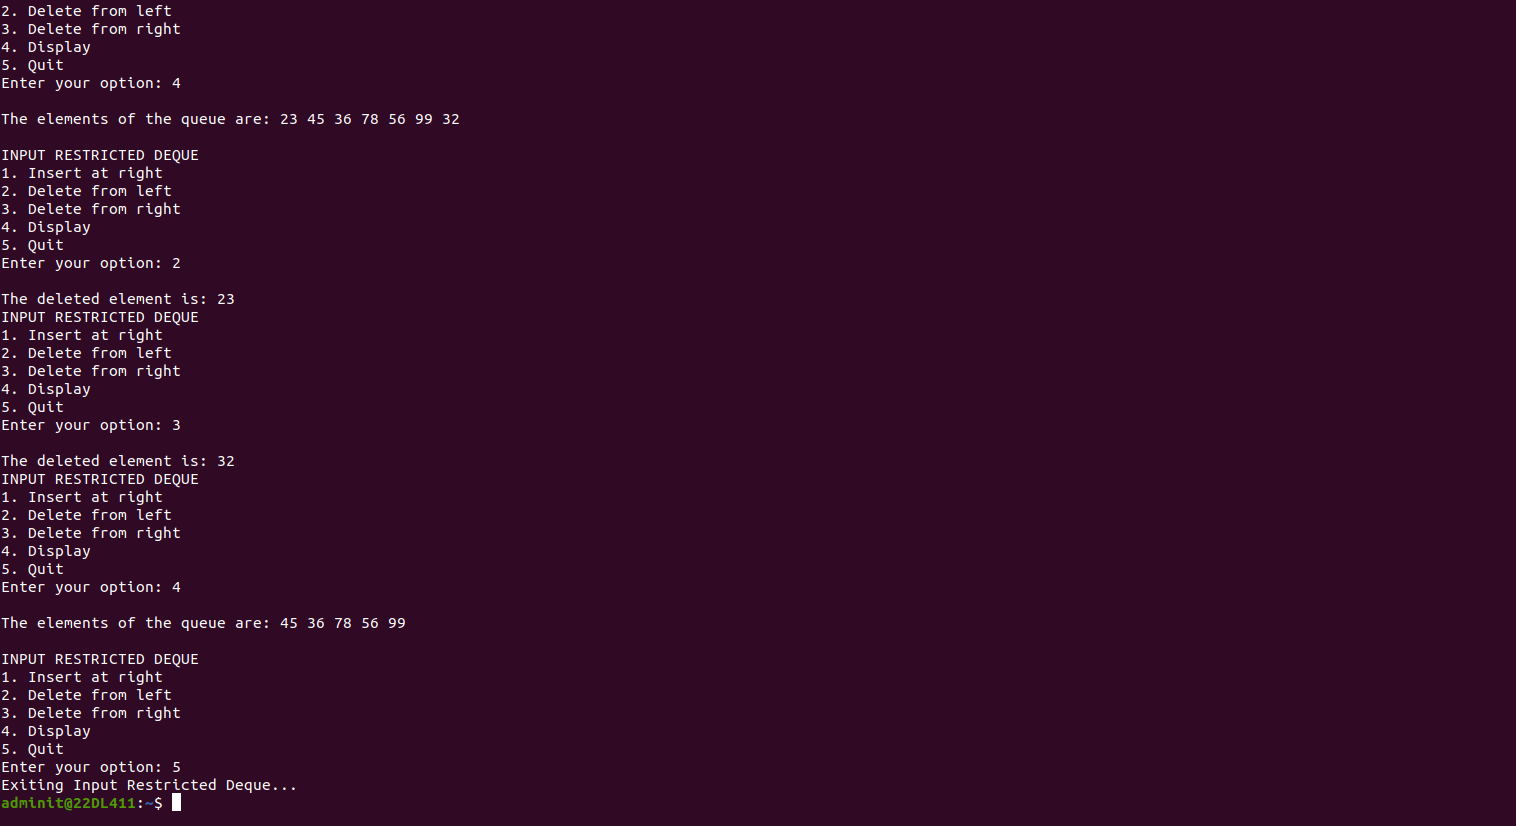 2. Delete from left
3. Delete from right
4. Display
5. Quit
Enter your option: 4
The elements of the queue are: 23 45 36 78 56 99 32
INPUT RESTRICTED DEQUE
1. Insert at right
2. Delete from left
3. Delete from right
4. Display
5. Quit
Enter your option: 2
The deleted element is: 23
INPUT RESTRICTED DEQUE
1. Insert at right
2. Delete from left
3. Delete from right
4. Display
5. Quit
Enter your option: 3
The deleted element is: 32
INPUT RESTRICTED DEQUE
1. Insert at right
2. Delete from left
3. Delete from right
4. Display
5. Quit
Enter your option: 4
The elements of the queue are: 45 36 78 56 99
INPUT RESTRICTED DEQUE
1. Insert at right
2. Delete from left
3. Delete from right
4. Display
5. Quit
Enter your option: 5
Exiting Input Restricted Deque...
adminit@22DL411:~$